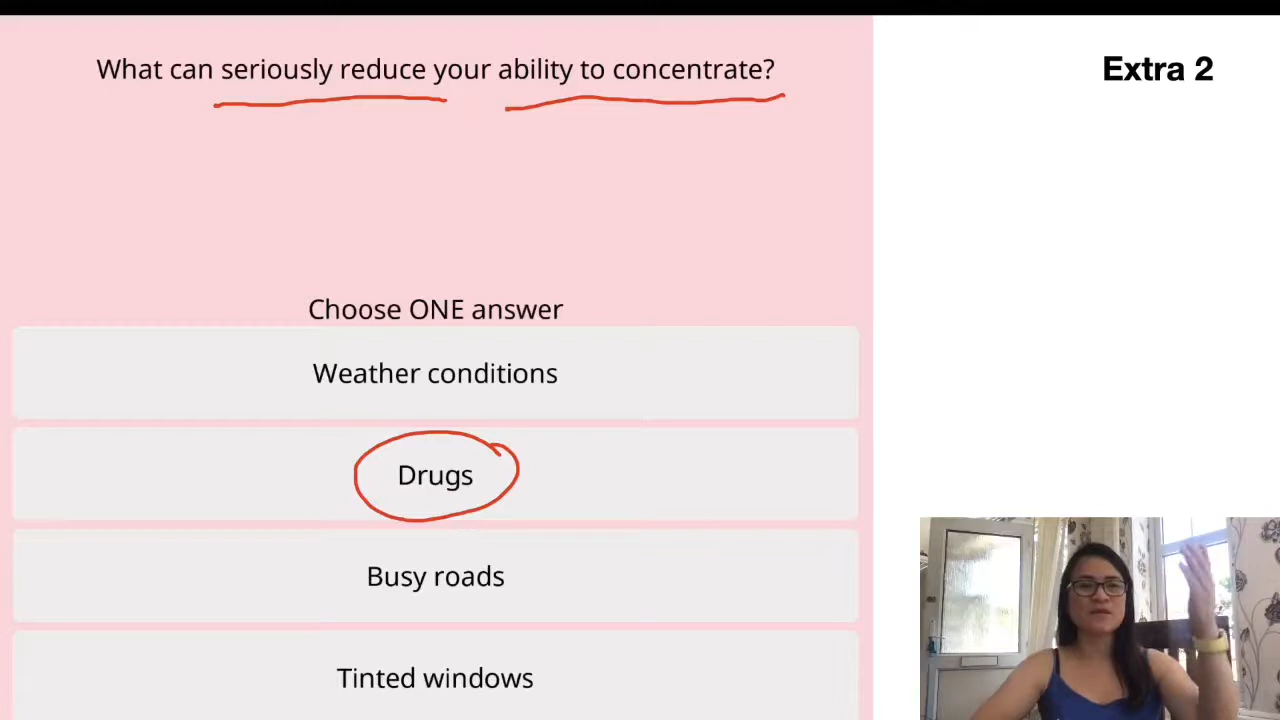 What can seriously reduce your ability to concentrate?
Extra 2
Choose ONE answer
Weather conditions
Drugs
Busy roads
Tinted windows